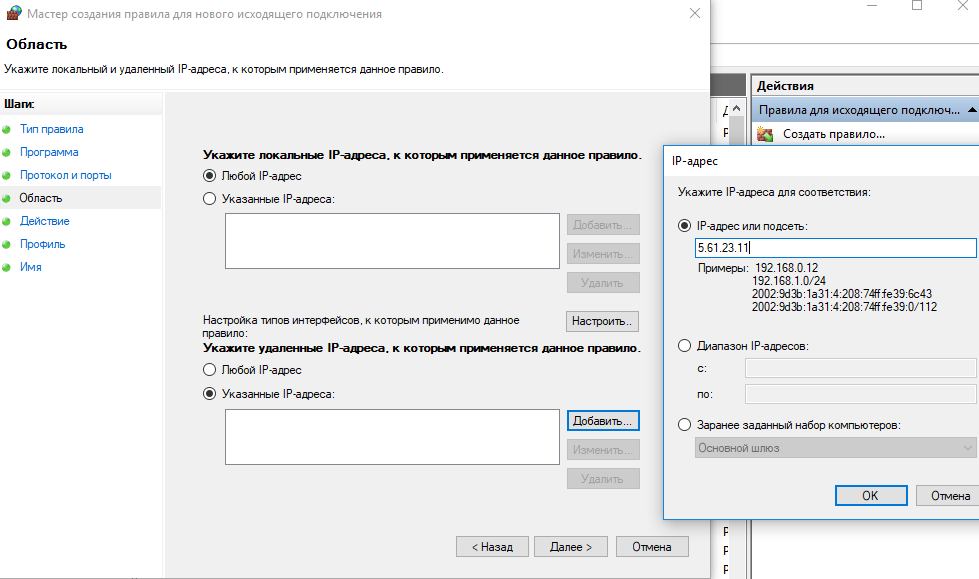 Мастер создания правила для нового исходящего подключения
Область
Укажите локальный и удаленный IP-адреса, к которым применяется данное правило.
Шаги:
Тип правила
Программа
Протокол и порты
Область
Действие
Профиль
Имя
Укажите локальные IP-адреса, к которым применяется данное правило.
Любой IP-адрес
Указанные IP-адреса:
Добавить...
Изменить...
Удалить
Настройка типов интерфейсов, к которым применимо данное
правило:
Настроить..
Укажите удаленные IP-адреса, к которым применяется данное правило.
Любой IP-адрес
Указанные IP-адреса:
Добавить...
Изменить...
Удалить
< Назад
Далее >
Отмена
Действия
Правила для исходящего подключ...
Создать правило...
IP-адрес
Укажите IP-адреса для соответствия:
IP-адрес или подсеть:
5.61.23.11
Примеры: 192.168.0.12
192.168.1.0/24
2002:9d3b:1a31:4:208:74ff:fe39:6c43
2002:9d3b:1a31:4:208:74ff:fe39:0/112
Диапазон IP-адресов:
с:
по:
Заранее заданный набор компьютеров:
Основной шлюз
OK
Отмена